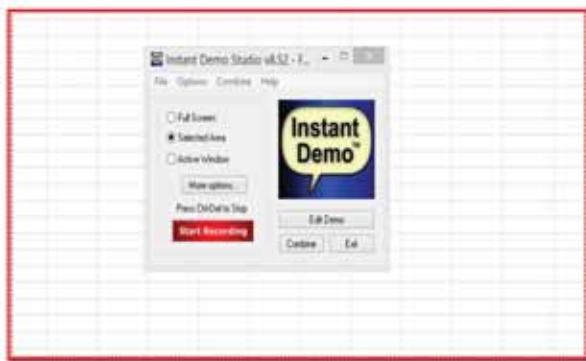 Instant Demo Studio v8.52 - F...
File Options Combine Help
Full Screen
Selected Area
Active Window
More options...
Press Ctrl-Del to Stop
Start Recording
Instant
Demo™
Edit Demo
Combine Exit